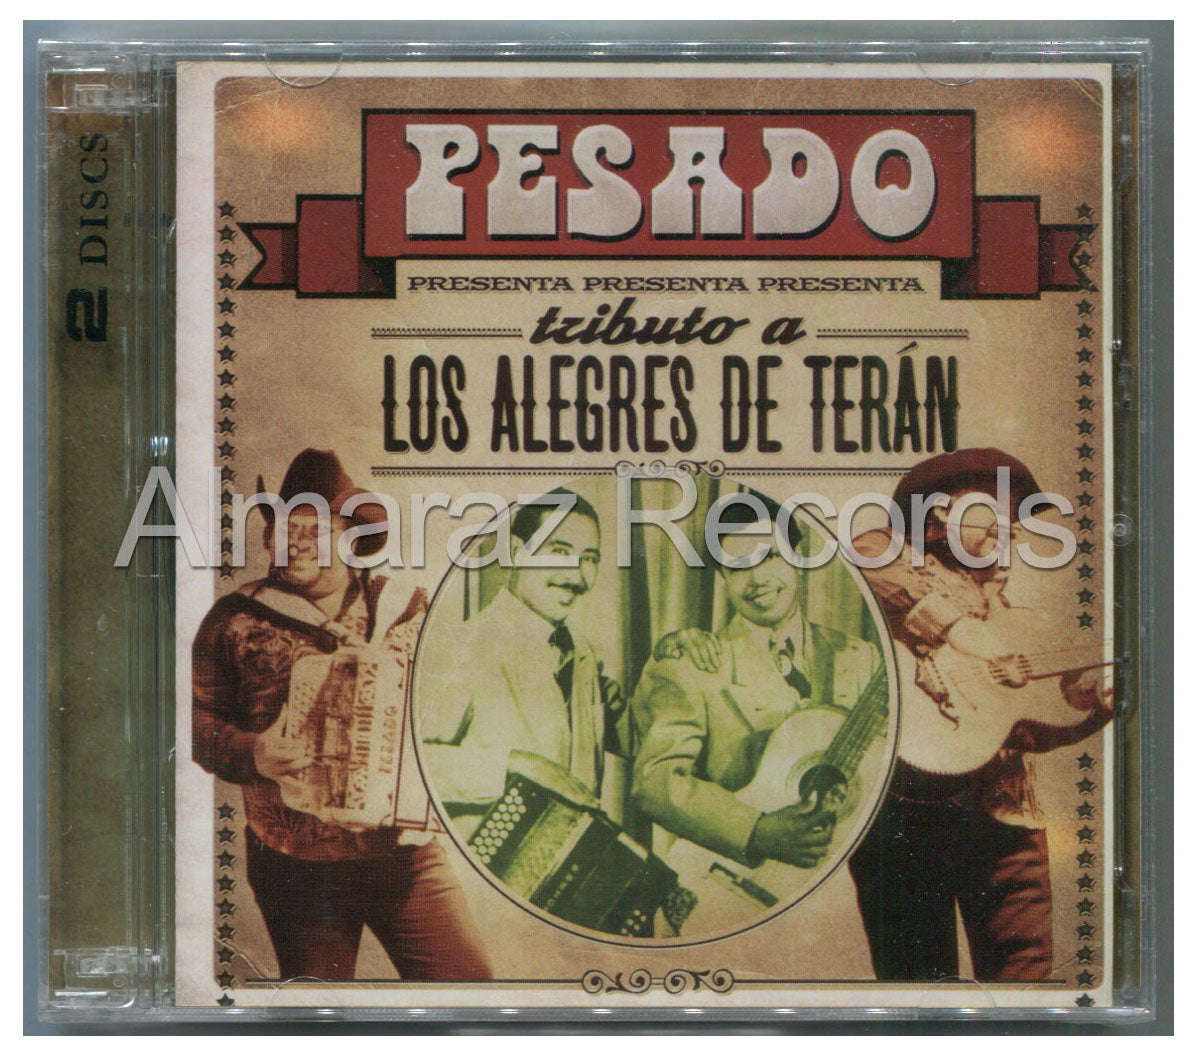 2 DISCS
PESADO
PRESENTA PRESENTA PRESENTA
tributo a
LOS ALEGRES DE TERÁN
Almaraz Records
PESADO